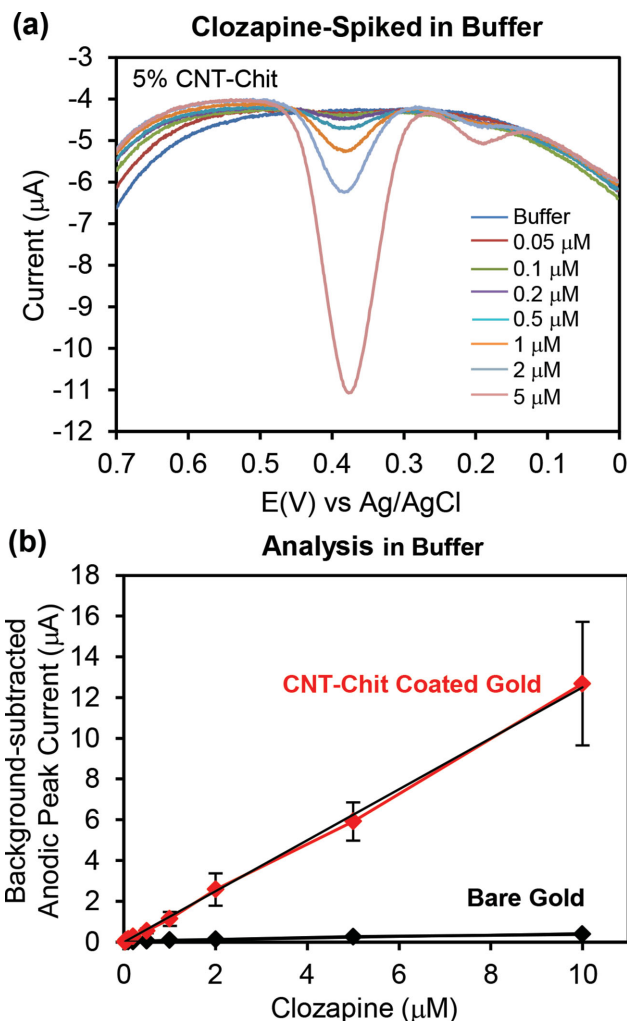 (a) Clozapine-Spiked in Buffer
5% CNT-Chit
-3
-4
-5
-6
-7
-8
-9
-10
-11
-12
Current (μA)
Buffer
0.05 μM
0.1 μM
0.2 μM
0.5 μM
1 μM
2 μM
5 μM
0.7 0.6 0.5 0.4 0.3 0.2 0.1 0
E(V) vs Ag/AgCl
(b) Analysis in Buffer
18
16
14
12
10
8
6
4
2
0
Background-subtracted
Anodic Peak Current (μA)
CNT-Chit Coated Gold
Bare Gold
0 2 4 6 8 10
Clozapine (μM)